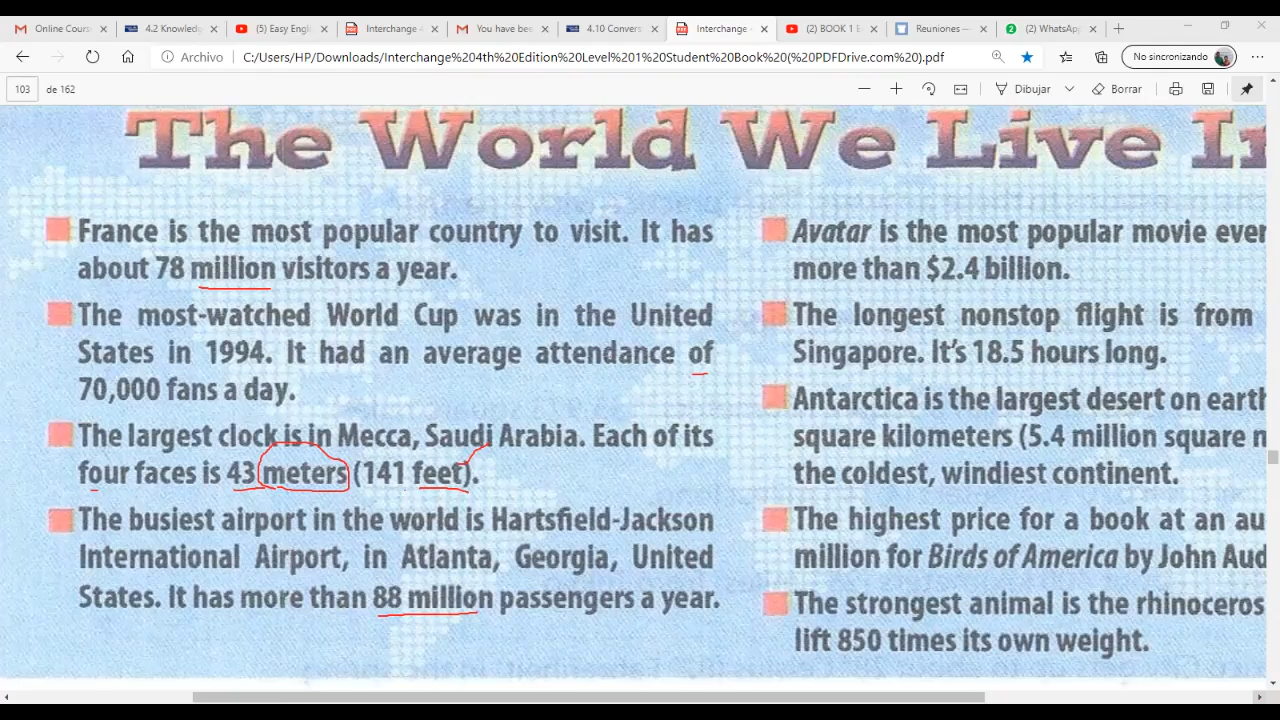 Online Cours
4.2 Knowledg
(5) Easy Engl
Interchange 4
You have bee
4.10 Convers
Interchange
(2) BOOK 1 E
Reuniones —
(2) WhatsApp
Archivo
C:/Users/HP/Downloads/Interchange%204th%20Edition%20Level%201%20Student%20Book%20(%20PDFDrive.com%20).pdf
No sincronizando
103 de 162
Dibujar
Borrar
The World We Live In
France is the most popular country to visit. It has
about 78 million visitors a year.
The most-watched World Cup was in the United
States in 1994. It had an average attendance of
70,000 fans a day.
The largest clock is in Mecca, Saudi Arabia. Each of its
four faces is 43 meters (141 feet).
The busiest airport in the world is Hartsfield-Jackson
International Airport, in Atlanta, Georgia, United
States. It has more than 88 million passengers a year.
Avatar is the most popular movie ever
more than $2.4 billion.
The longest nonstop flight is from
Singapore. It's 18.5 hours long.
Antarctica is the largest desert on earth
square kilometers (5.4 million square m
the coldest, windiest continent.
The highest price for a book at an au
million for Birds of America by John Aud
The strongest animal is the rhinoceros
lift 850 times its own weight.